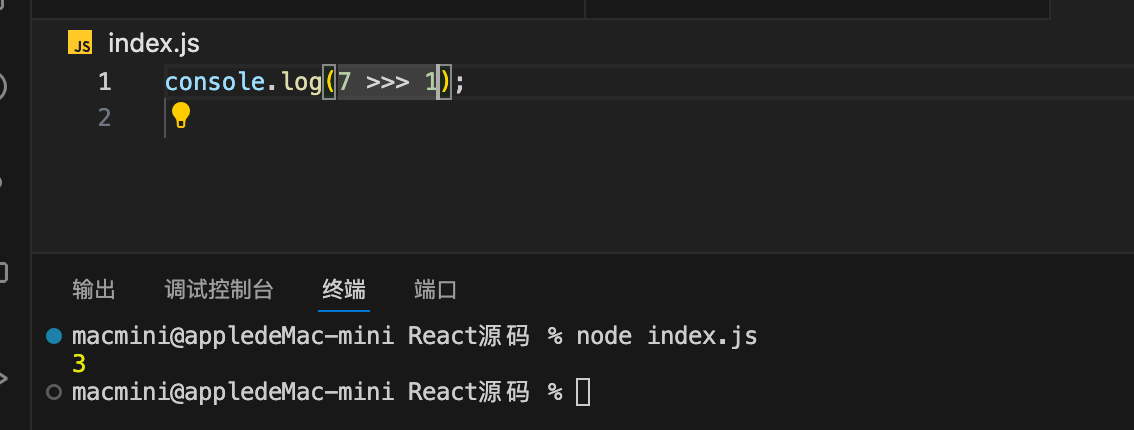 JS index.js
1 console.log(7 >>> 1);
2
输出 调试控制台 终端 端口
macmini@appledeMac-mini React源码 % node index.js
3
macmini@appledeMac-mini React源码 %